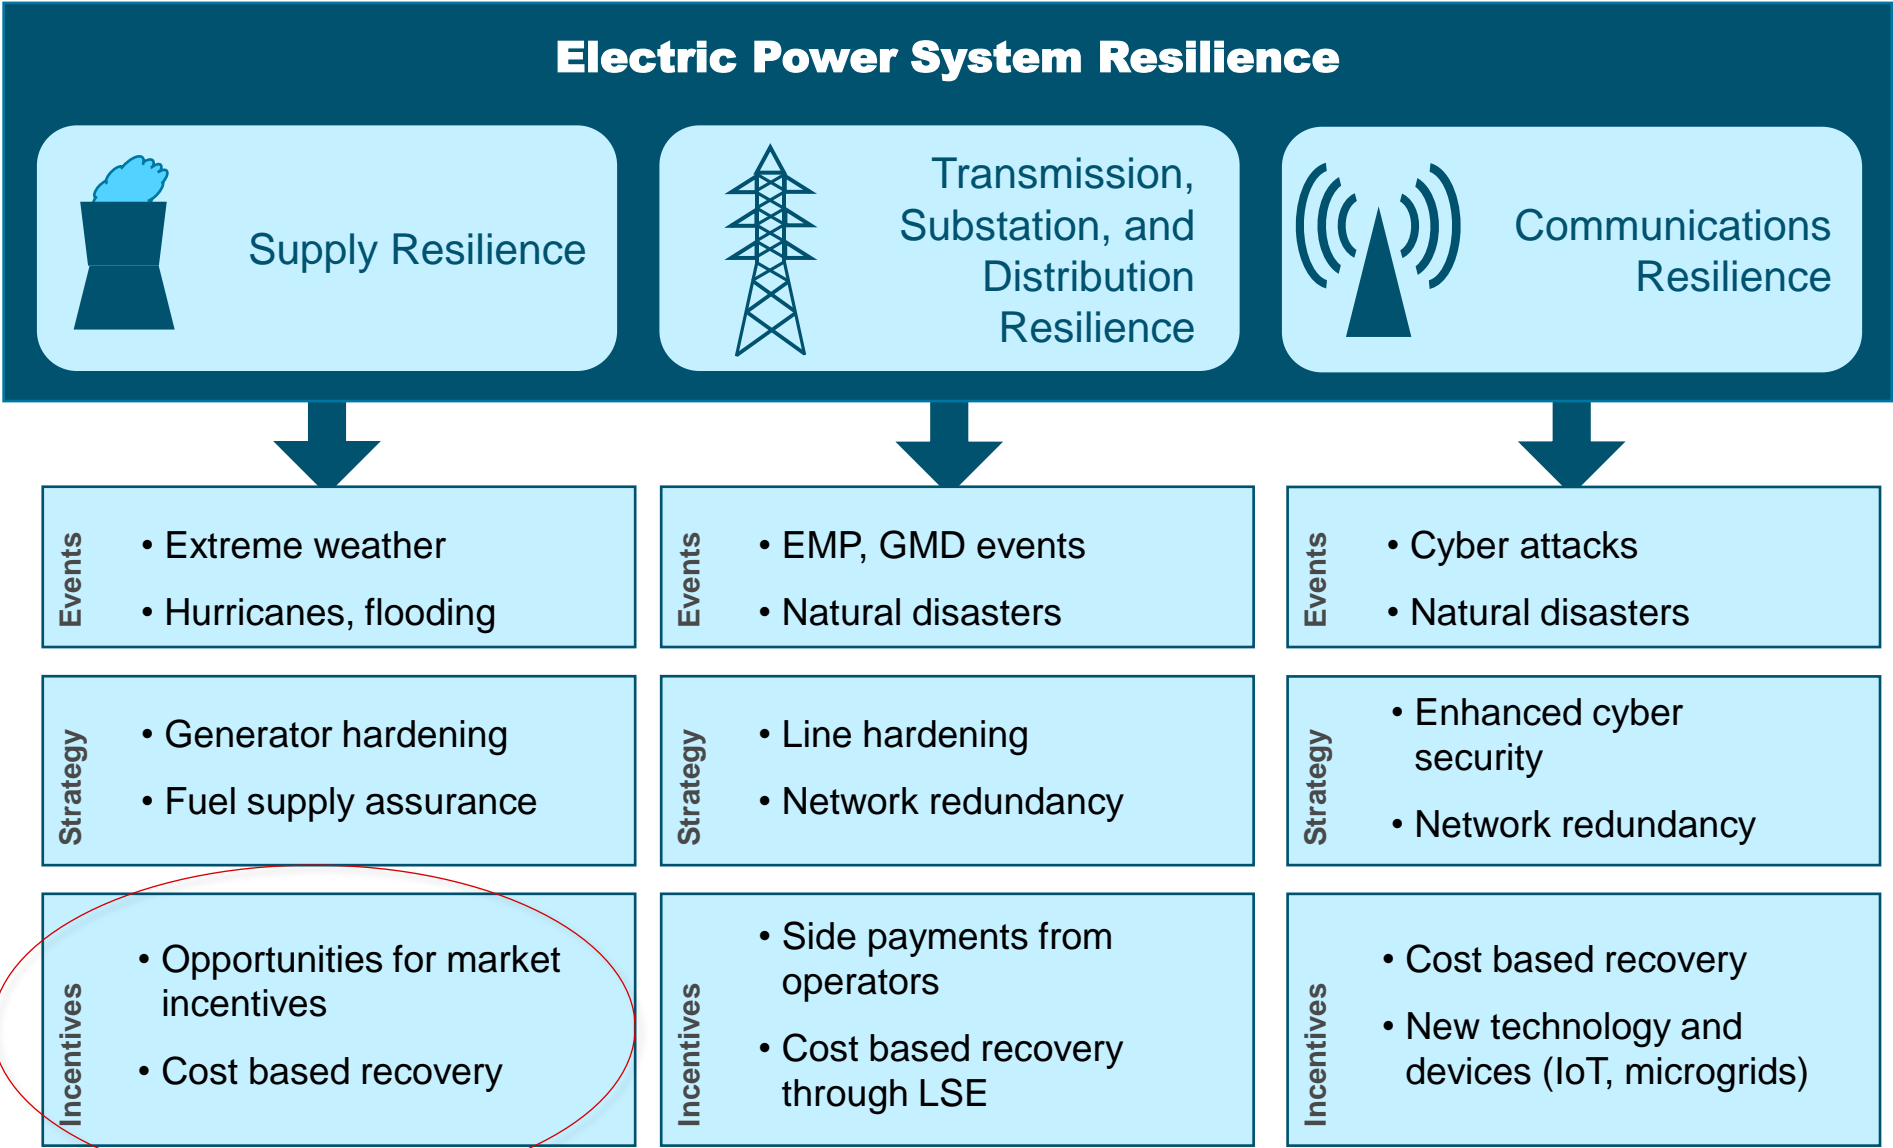 Electric Power System Resilience
Supply Resilience
Transmission,
Substation, and
Distribution
Resilience
Communications
Resilience
Events
• Extreme weather
• Hurricanes, flooding
Events
• EMP, GMD events
• Natural disasters
Events
• Cyber attacks
• Natural disasters
Strategy
• Generator hardening
• Fuel supply assurance
Strategy
• Line hardening
• Network redundancy
Strategy
• Enhanced cyber
security
• Network redundancy
Incentives
• Opportunities for market
incentives
• Cost based recovery
Incentives
• Side payments from
operators
• Cost based recovery
through LSE
Incentives
• Cost based recovery
• New technology and
devices (IoT, microgrids)